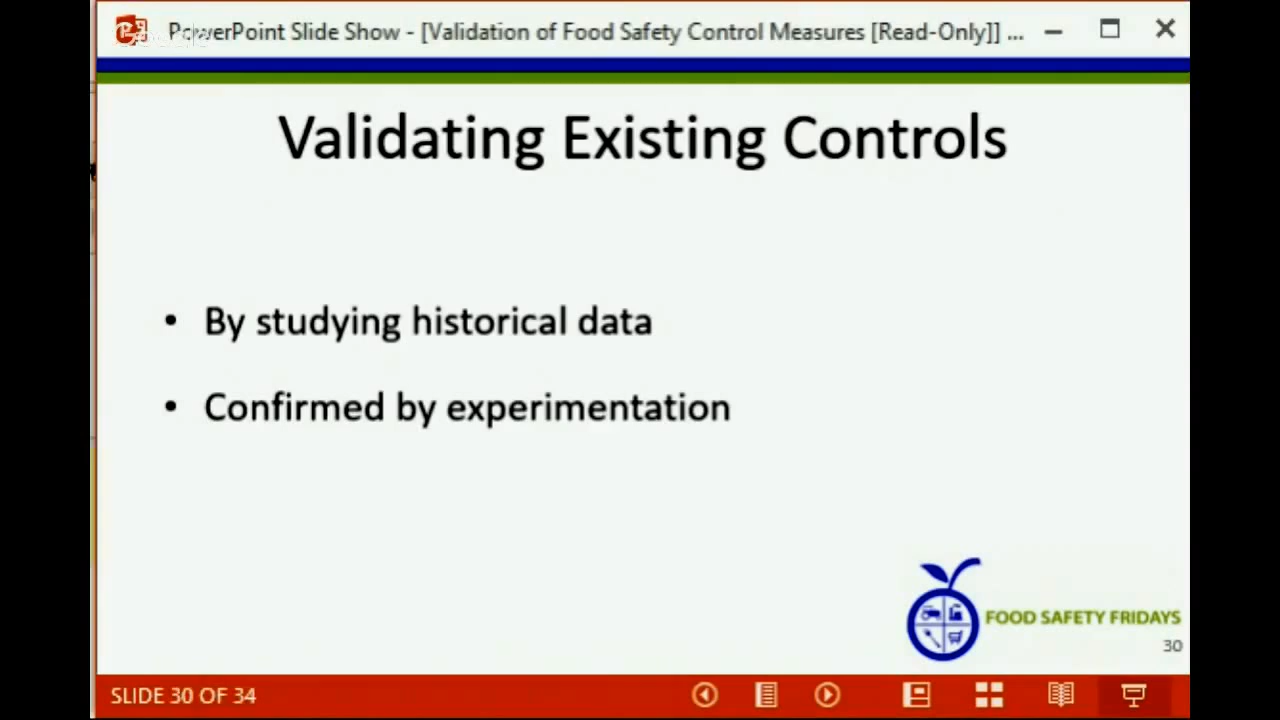 PowerPoint Slide Show - [Validation of Food Safety Control Measures [Read-Only]] ...
Validating Existing Controls
• By studying historical data
• Confirmed by experimentation
FOOD SAFETY FRIDAYS
30
SLIDE 30 OF 34